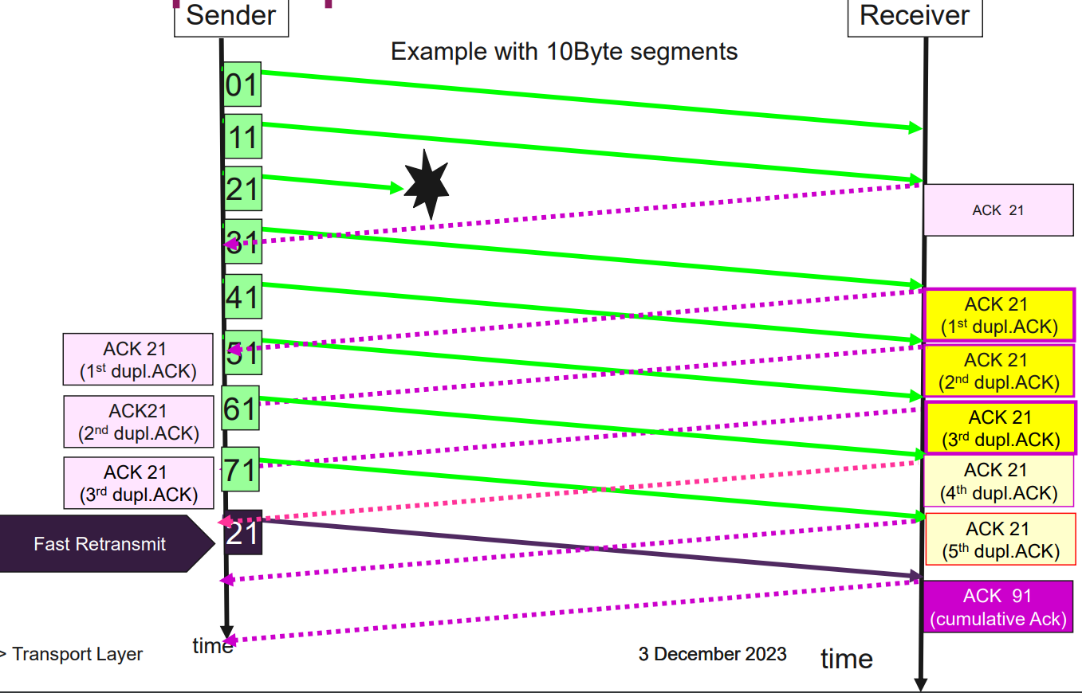 Sender
Receiver
Example with 10Byte segments
01
11
21
ACK 21
31
41
ACK 21
(1st dupl.ACK)
ACK 21
(1st dupl.ACK)
51
ACK 21
(2nd dupl.ACK)
ACK21
(2nd dupl.ACK)
61
ACK 21
(3rd dupl.ACK)
ACK 21
(3rd dupl.ACK)
71
ACK 21
(4th dupl.ACK)
Fast Retransmit
21
ACK 21
(5th dupl.ACK)
ACK 91
(cumulative Ack)
time
> Transport Layer
3 December 2023
time